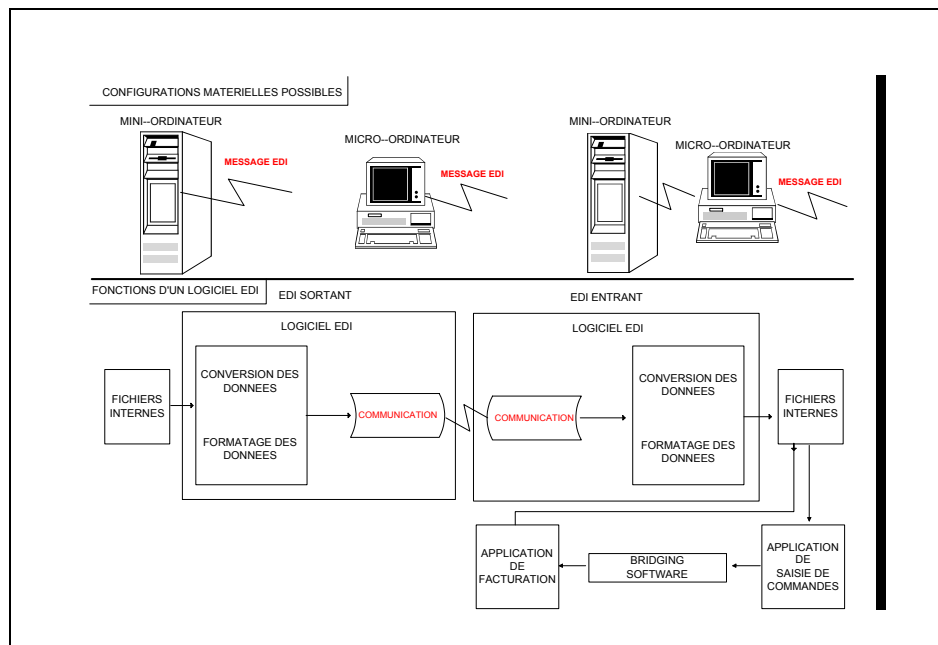 CONFIGURATIONS MATERIELLES POSSIBLES
MINI--ORDINATEUR
MESSAGE EDI
MICRO--ORDINATEUR
MESSAGE EDI
MINI--ORDINATEUR
MICRO--ORDINATEUR
MESSAGE EDI
FONCTIONS D'UN LOGICIEL EDI
EDI SORTANT
EDI ENTRANT
LOGICIEL EDI
LOGICIEL EDI
FICHIERS
INTERNES
CONVERSION DES
DONNEES
FORMATAGE DES
DONNEES
COMMUNICATION
COMMUNICATION
CONVERSION DES
DONNEES
FORMATAGE DES
DONNEES
FICHIERS
INTERNES
APPLICATION
DE
FACTURATION
BRIDGING
SOFTWARE
APPLICATION
DE
SAISIE DE
COMMANDES